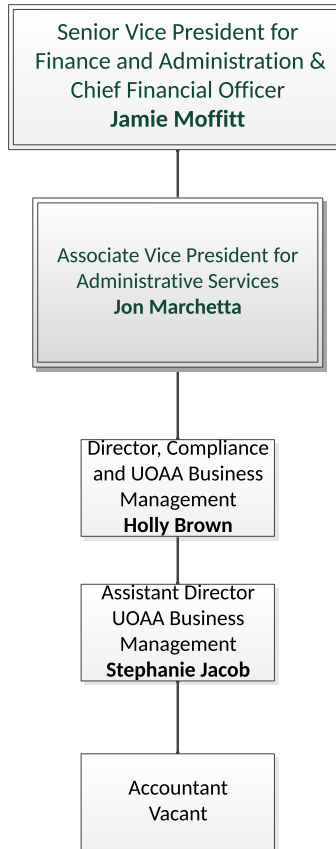 Senior Vice President for
Finance and Administration &
Chief Financial Officer
Jamie Moffitt
Associate Vice President for
Administrative Services
Jon Marchetta
Director, Compliance
and UOAA Business
Management
Holly Brown
Assistant Director
UOAA Business
Management
Stephanie Jacob
Accountant
Vacant